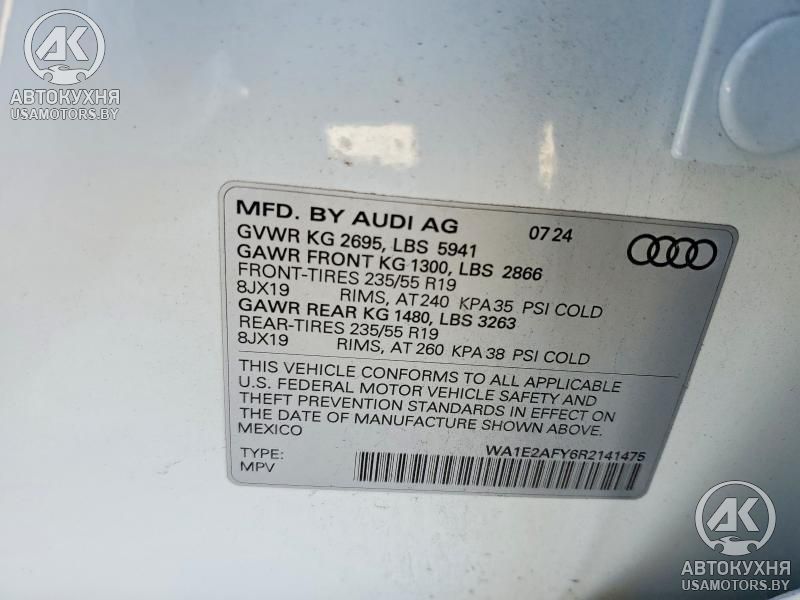 АК
АВТОКУХНЯ
USAMOTORS.BY
MFD. BY AUDI AG 07 24
GVWR KG 2695, LBS 5941
GAWR FRONT KG 1300, LBS 2866
FRONT-TIRES 235/55 R19
8JX19 RIMS, AT 240 KPA 35 PSI COLD
GAWR REAR KG 1480, LBS 3263
REAR-TIRES 235/55 R19
8JX19 RIMS, AT 260 KPA 38 PSI COLD
THIS VEHICLE CONFORMS TO ALL APPLICABLE
U.S. FEDERAL MOTOR VEHICLE SAFETY AND
THEFT PREVENTION STANDARDS IN EFFECT ON
THE DATE OF MANUFACTURE SHOWN ABOVE.
MEXICO
WA1E2AFY6R2141475
TYPE:
MPV
АК
АВТОКУХНЯ
USAMOTORS.BY